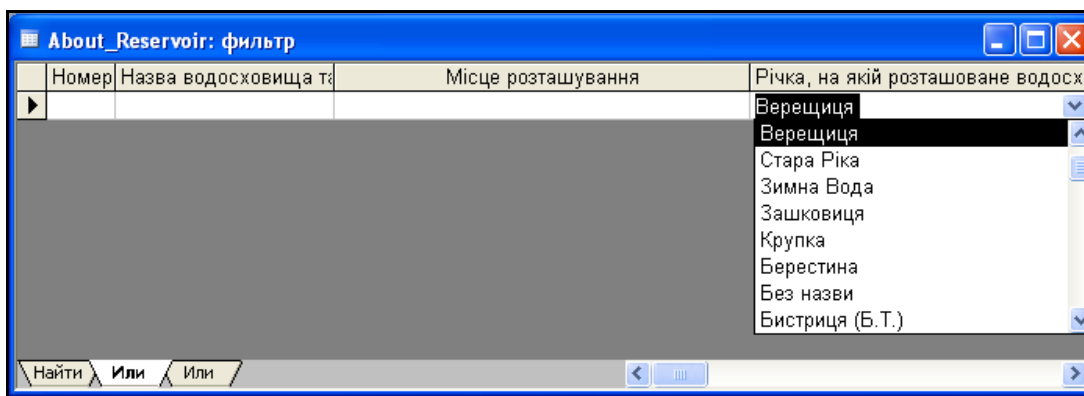 About_Reservoir: фильтр
Номер Назва водосховища та Місце розташування Річка, на якій розташоване водосх
Верещиця
Верещиця
Стара Ріка
Зимна Вода
Зашковиця
Крупка
Берестина
Без назви
Бистриця (Б.Т.)
Найти Или Или